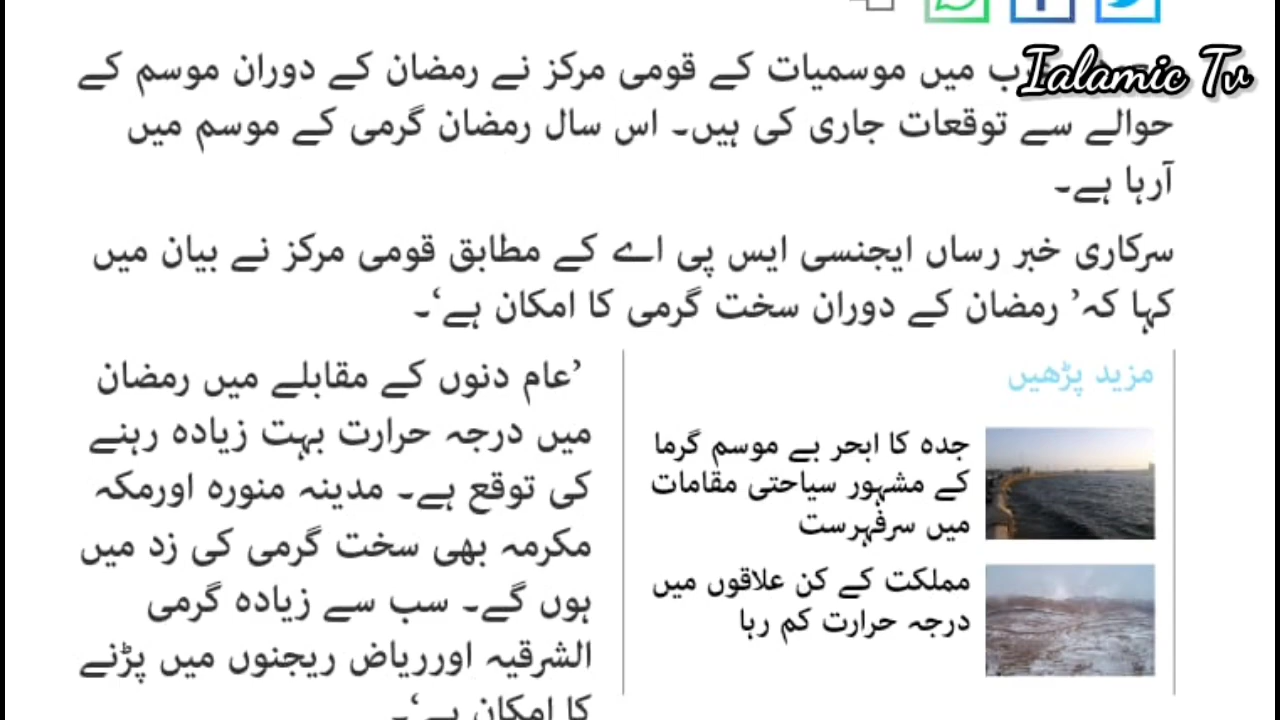 Ialamic Tv
میں موسمیات کے قومی مرکز نے رمضان کے دوران موسم کے
حوالے سے توقعات جاری کی ہیں۔ اس سال رمضان گرمی کے موسم میں
آرہا ہے۔
سرکاری خبر رساں ایجنسی ایس پی اے کے مطابق قومی مرکز نے بیان میں
کہا کہ’ رمضان کے دوران سخت گرمی کا امکان ہے‘۔
مزید پڑھیں
جدہ کا ابحر بے موسم گرما
کے مشہور سیاحتی مقامات
میں سرفہرست
مملکت کے کن علاقوں میں
درجہ حرارت کم رہا
’عام دنوں کے مقابلے میں رمضان
میں درجہ حرارت بہت زیادہ رہنے
کی توقع ہے۔ مدینہ منورہ اورمکہ
مکرمہ بھی سخت گرمی کی زد میں
ہوں گے۔ سب سے زیادہ گرمی
الشرقیہ اورریاض ریجنوں میں پڑنے
کا امکان ہے‘۔